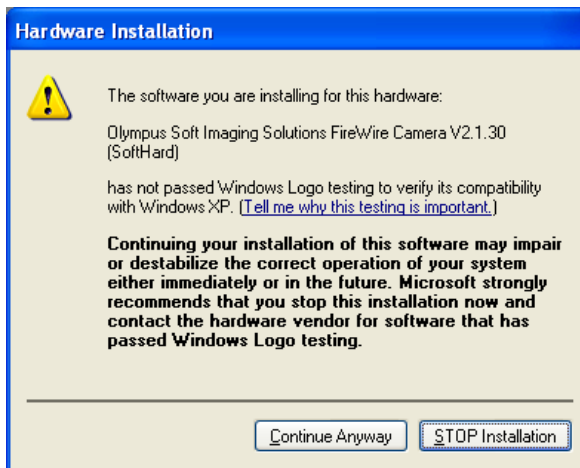 Hardware Installation
The software you are installing for this hardware:
Olympus Soft Imaging Solutions FireWire Camera V2.1.30
(SoftHard)
has not passed Windows Logo testing to verify its compatibility
with Windows XP. (Tell me why this testing is important.)
Continuing your installation of this software may impair
or destabilize the correct operation of your system
either immediately or in the future. Microsoft strongly
recommends that you stop this installation now and
contact the hardware vendor for software that has
passed Windows Logo testing.
Continue Anyway
STOP Installation